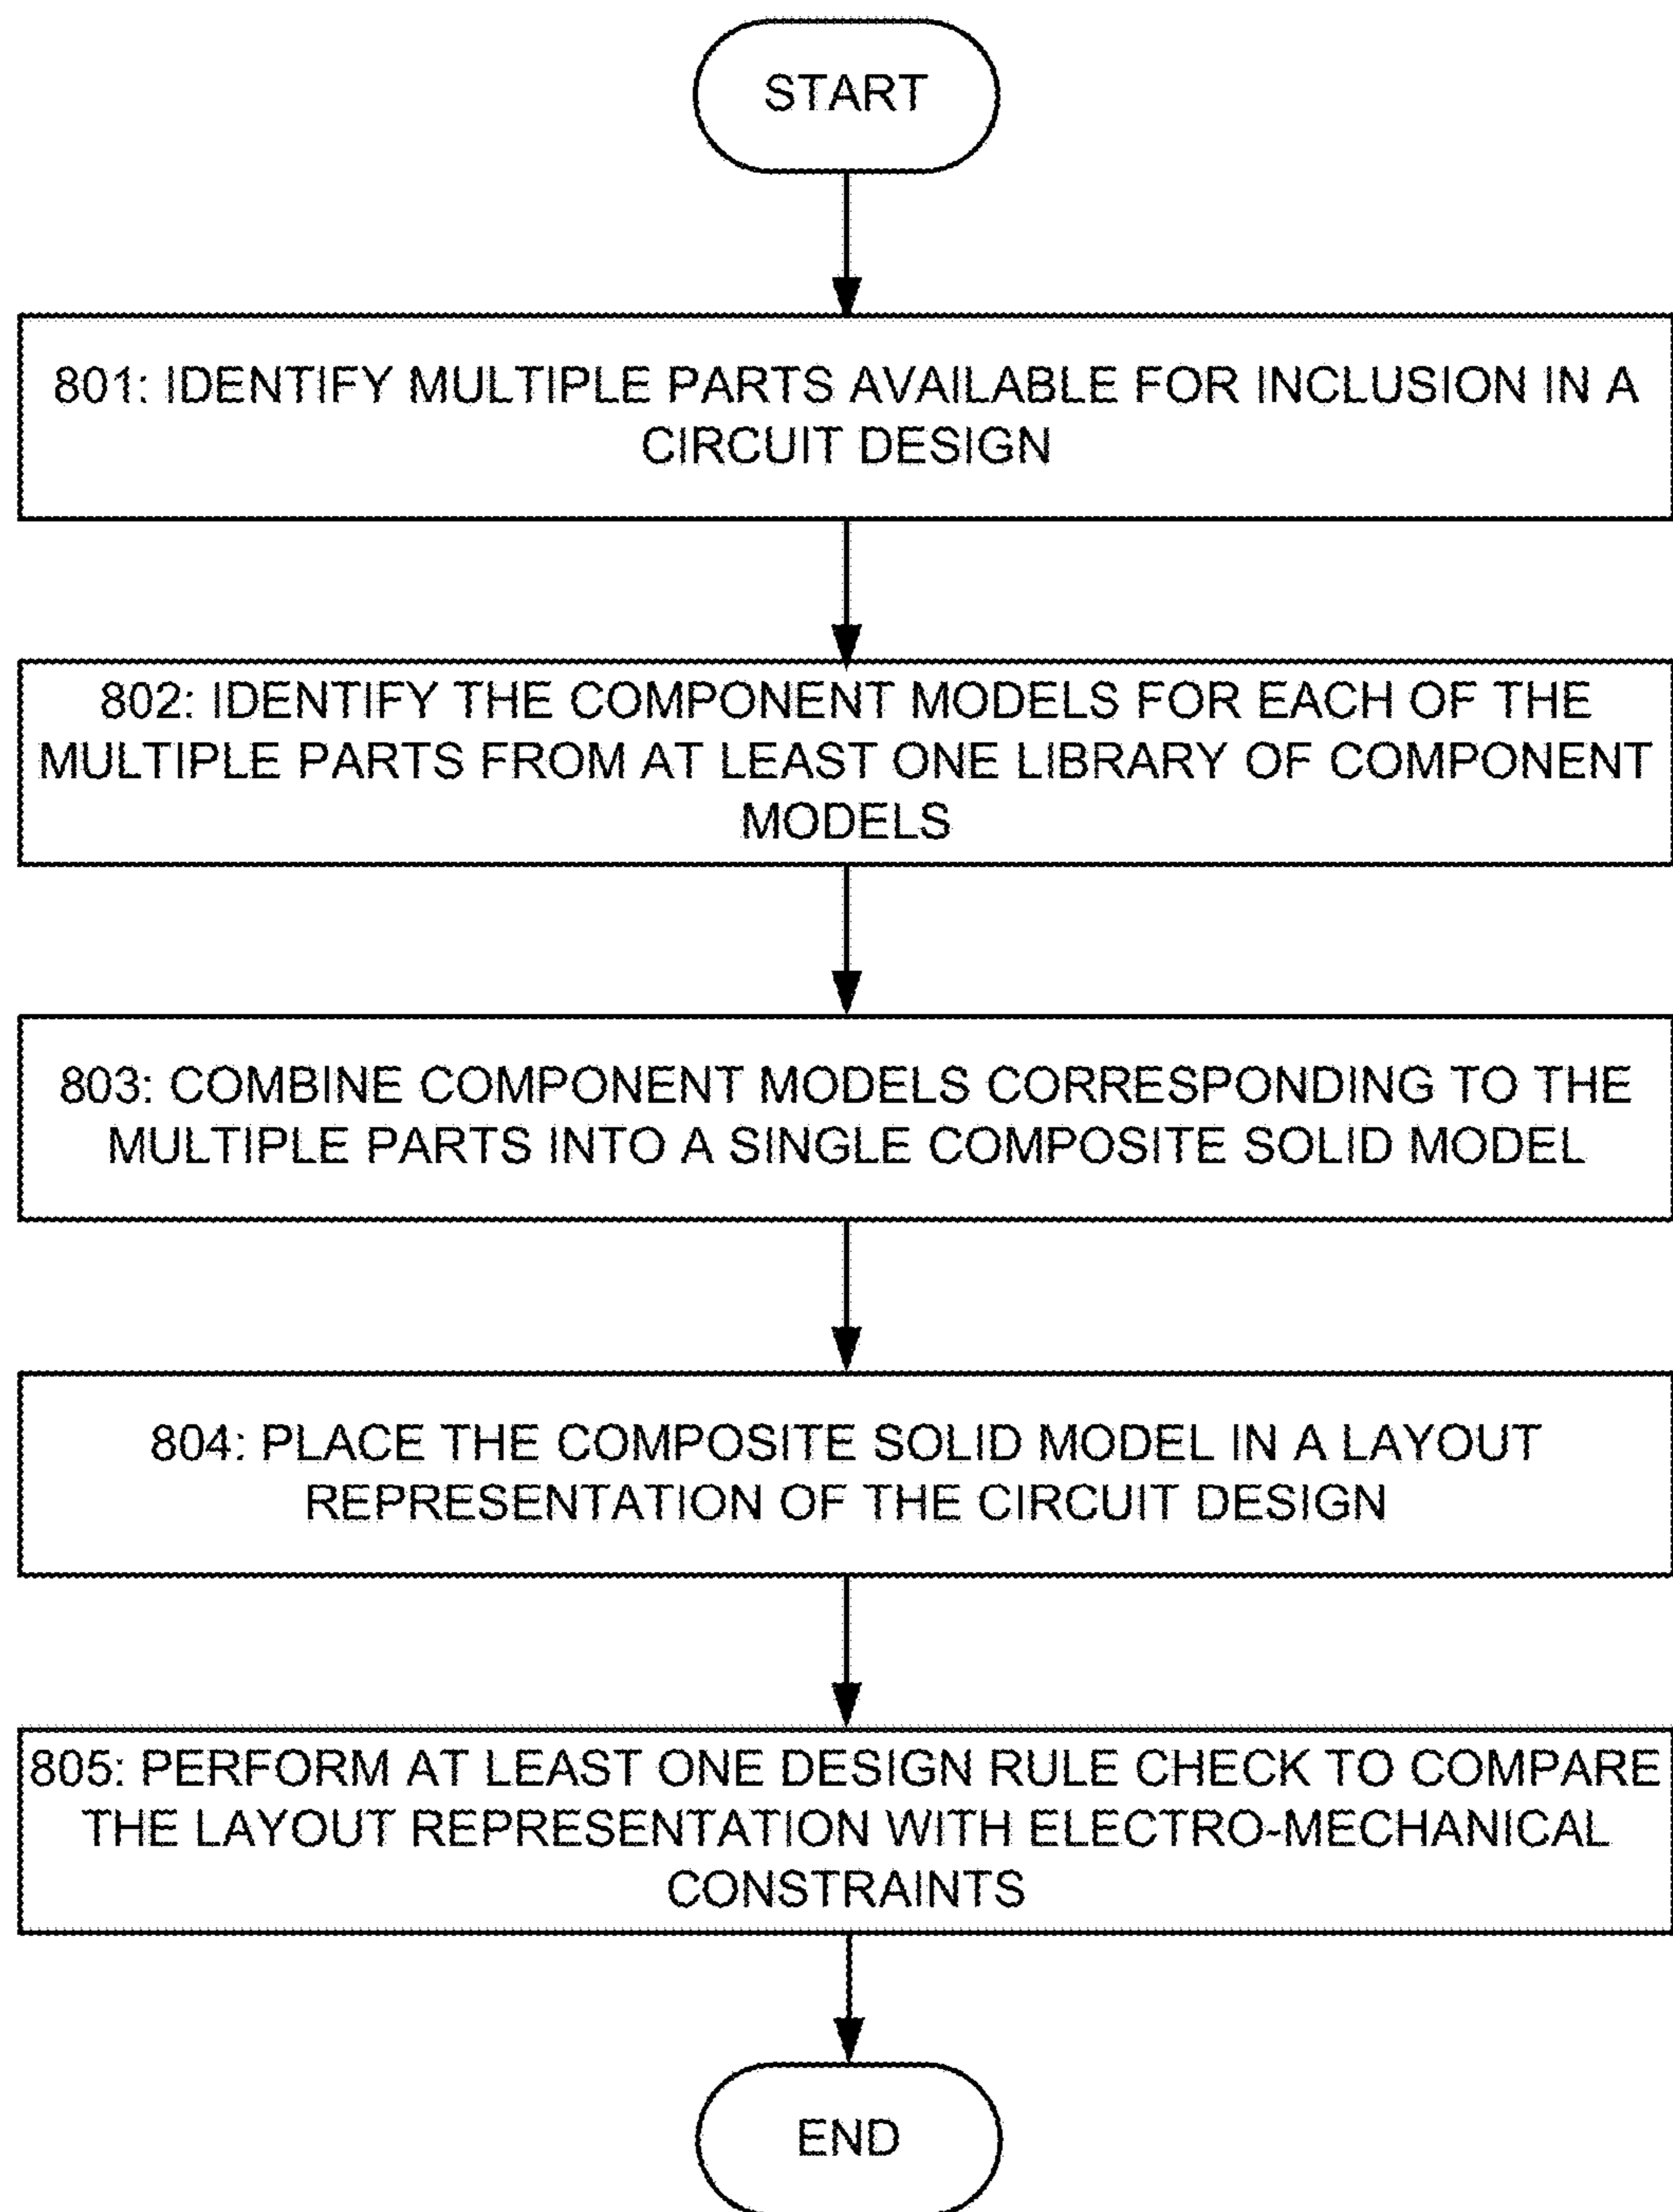 START
801: IDENTIFY MULTIPLE PARTS AVAILABLE FOR INCLUSION IN A
CIRCUIT DESIGN
802: IDENTIFY THE COMPONENT MODELS FOR EACH OF THE
MULTIPLE PARTS FROM AT LEAST ONE LIBRARY OF COMPONENT
MODELS
803: COMBINE COMPONENT MODELS CORRESPONDING TO THE
MULTIPLE PARTS INTO A SINGLE COMPOSITE SOLID MODEL
804: PLACE THE COMPOSITE SOLID MODEL IN A LAYOUT
REPRESENTATION OF THE CIRCUIT DESIGN
805: PERFORM AT LEAST ONE DESIGN RULE CHECK TO COMPARE
THE LAYOUT REPRESENTATION WITH ELECTRO-MECHANICAL
CONSTRAINTS
END